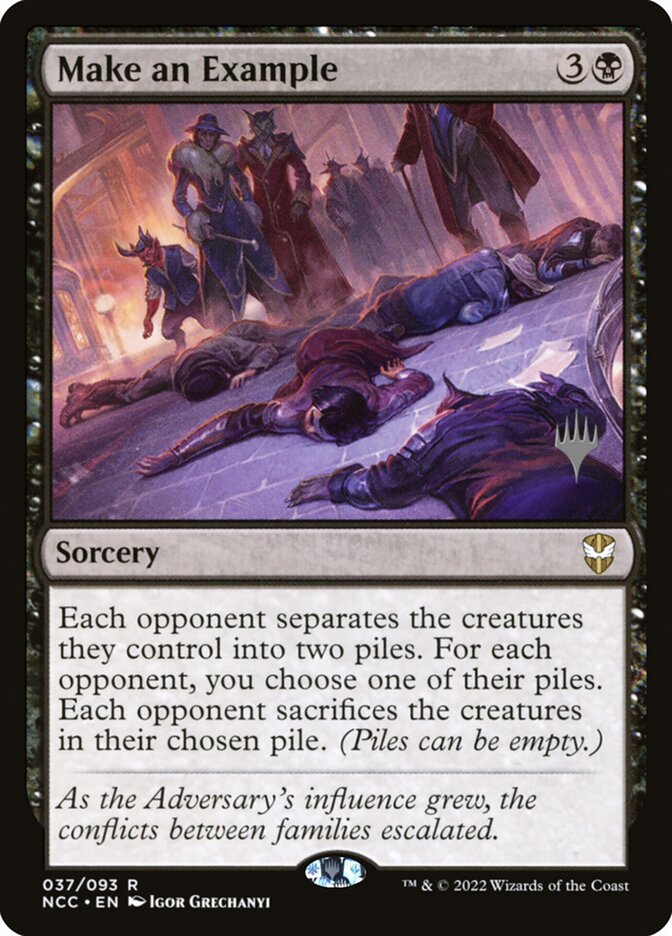 Make an Example 3
Sorcery
Each opponent separates the creatures
they control into two piles. For each
opponent, you choose one of their piles.
Each opponent sacrifices the creatures
in their chosen pile. (Piles can be empty.)
As the Adversary's influence grew, the
conflicts between families escalated.
037/093 R
NCC • EN Igor Grechanyi
™ & © 2022 Wizards of the Coast